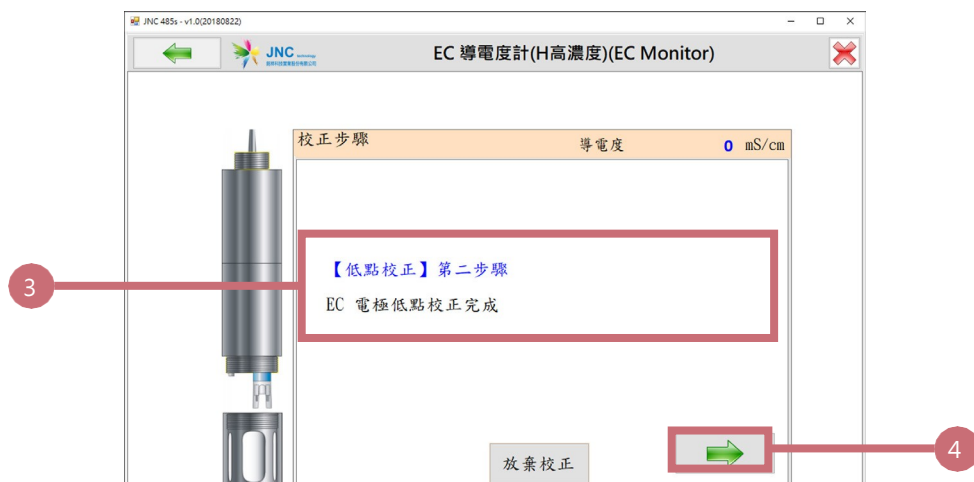 JNC 485s - v1.0(20180822)
JNC
EC 導電度計(H高濃度)(EC Monitor)
校正步驟 導電度 0 mS/cm
【低點校正】第二步驟
EC 電極低點校正完成
3
4
放棄校正